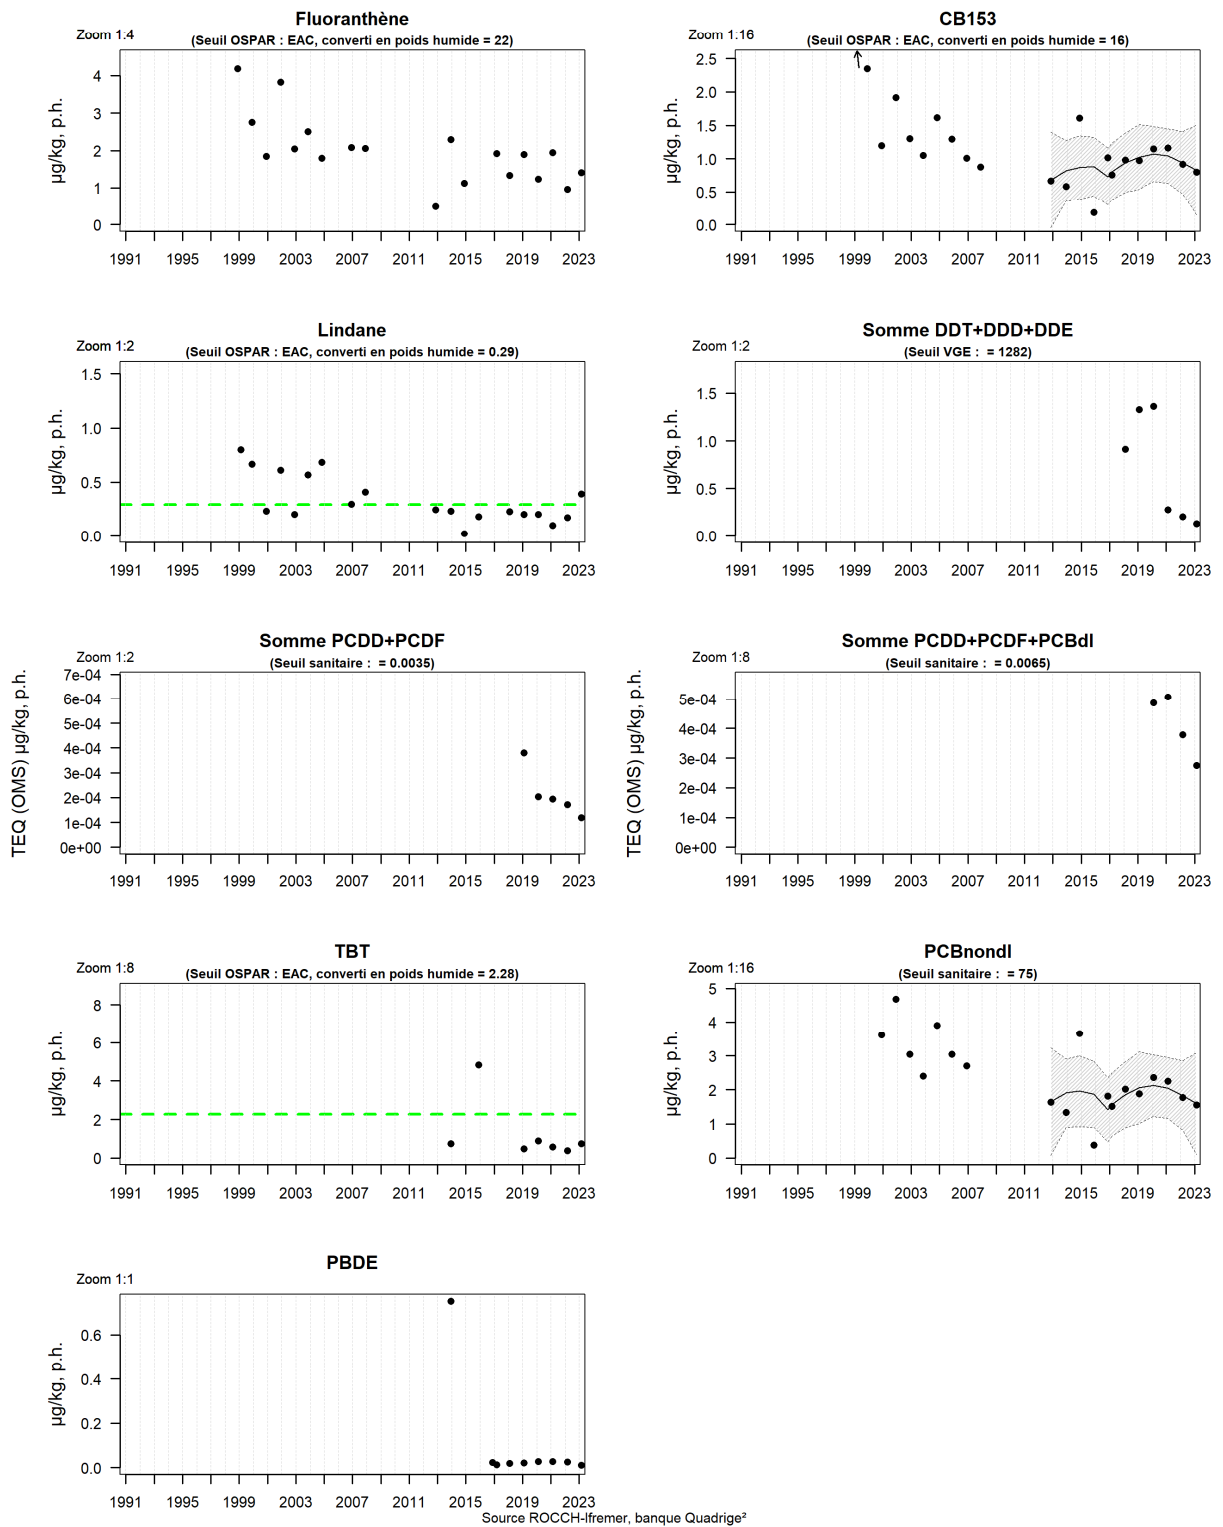 Fluoranthène
Zoom 1:4
(Seuil OSPAR : EAC, converti en poids humide = 22)
µg/kg, p.h.
4
3
2
1
0
1991 1995 1999 2003 2007 2011 2015 2019 2023
CB153
Zoom 1:16
(Seuil OSPAR : EAC, converti en poids humide = 16)
µg/kg, p.h.
2.5
2.0
1.5
1.0
0.5
0.0
1991 1995 1999 2003 2007 2011 2015 2019 2023
Lindane
Zoom 1:2
(Seuil OSPAR : EAC, converti en poids humide = 0.29)
µg/kg, p.h.
1.5
1.0
0.5
0.0
1991 1995 1999 2003 2007 2011 2015 2019 2023
Somme DDT+DDD+DDE
Zoom 1:2
(Seuil VGE :  = 1282)
µg/kg, p.h.
1.5
1.0
0.5
0.0
1991 1995 1999 2003 2007 2011 2015 2019 2023
Somme PCDD+PCDF
Zoom 1:2
(Seuil sanitaire :  = 0.0035)
TEQ (OMS) µg/kg, p.h.
7e-04
6e-04
5e-04
4e-04
3e-04
2e-04
1e-04
0e+00
1991 1995 1999 2003 2007 2011 2015 2019 2023
Somme PCDD+PCDF+PCBdl
Zoom 1:8
(Seuil sanitaire :  = 0.0065)
TEQ (OMS) µg/kg, p.h.
5e-04
4e-04
3e-04
2e-04
1e-04
0e+00
1991 1995 1999 2003 2007 2011 2015 2019 2023
TBT
Zoom 1:8
(Seuil OSPAR : EAC, converti en poids humide = 2.28)
µg/kg, p.h.
8
6
4
2
0
1991 1995 1999 2003 2007 2011 2015 2019 2023
PCBnondl
Zoom 1:16
(Seuil sanitaire :  = 75)
µg/kg, p.h.
5
4
3
2
1
0
1991 1995 1999 2003 2007 2011 2015 2019 2023
PBDE
Zoom 1:1
µg/kg, p.h.
0.6
0.4
0.2
0.0
1991 1995 1999 2003 2007 2011 2015 2019 2023
Source ROCCH-Ifremer, banque Quadrige²